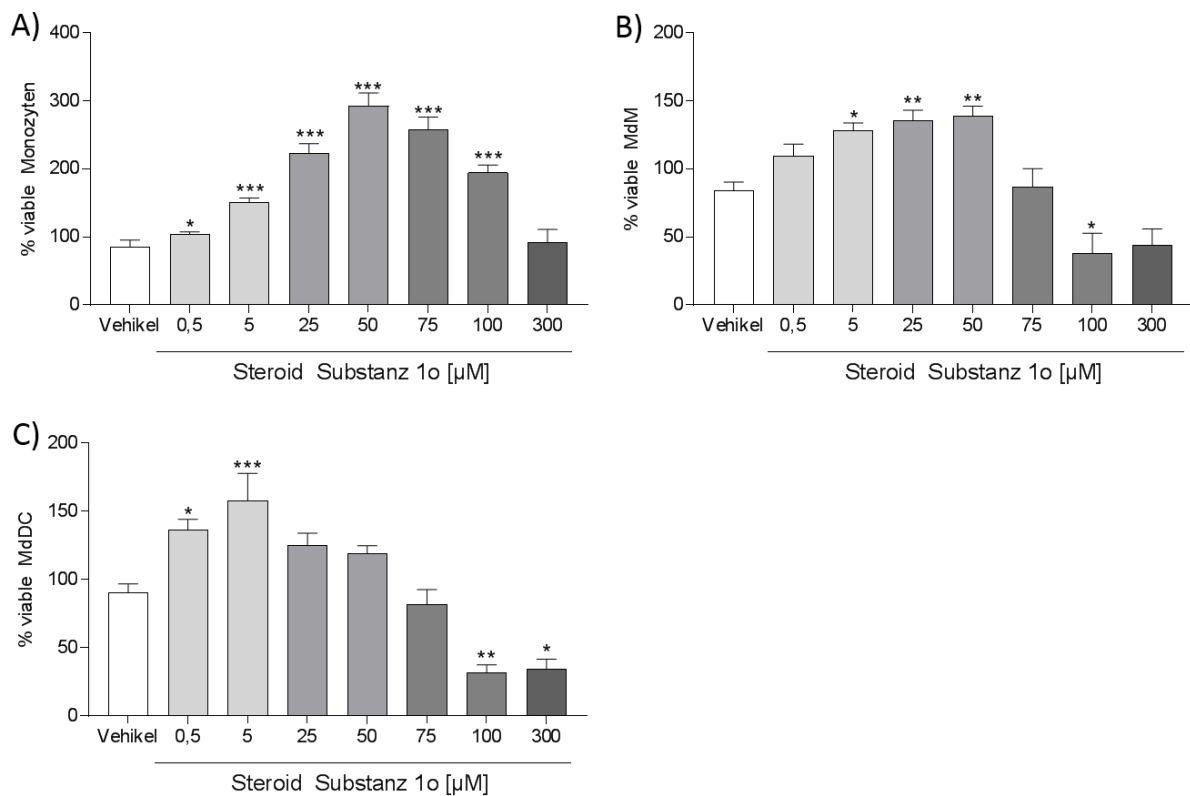 A)
% viable Monozyten
400
300
200
100
0
* *** *** *** *** ***
Vehikel 0,5 5 25 50 75 100 300
Steroid Substanz 1o [µM]
B)
% viable MdM
200
150
100
50
0
* ** ** *
Vehikel 0,5 5 25 50 75 100 300
Steroid Substanz 1o [µM]
C)
% viable MdDC
200
150
100
50
0
* *** ** *
Vehikel 0,5 5 25 50 75 100 300
Steroid Substanz 1o [µM]